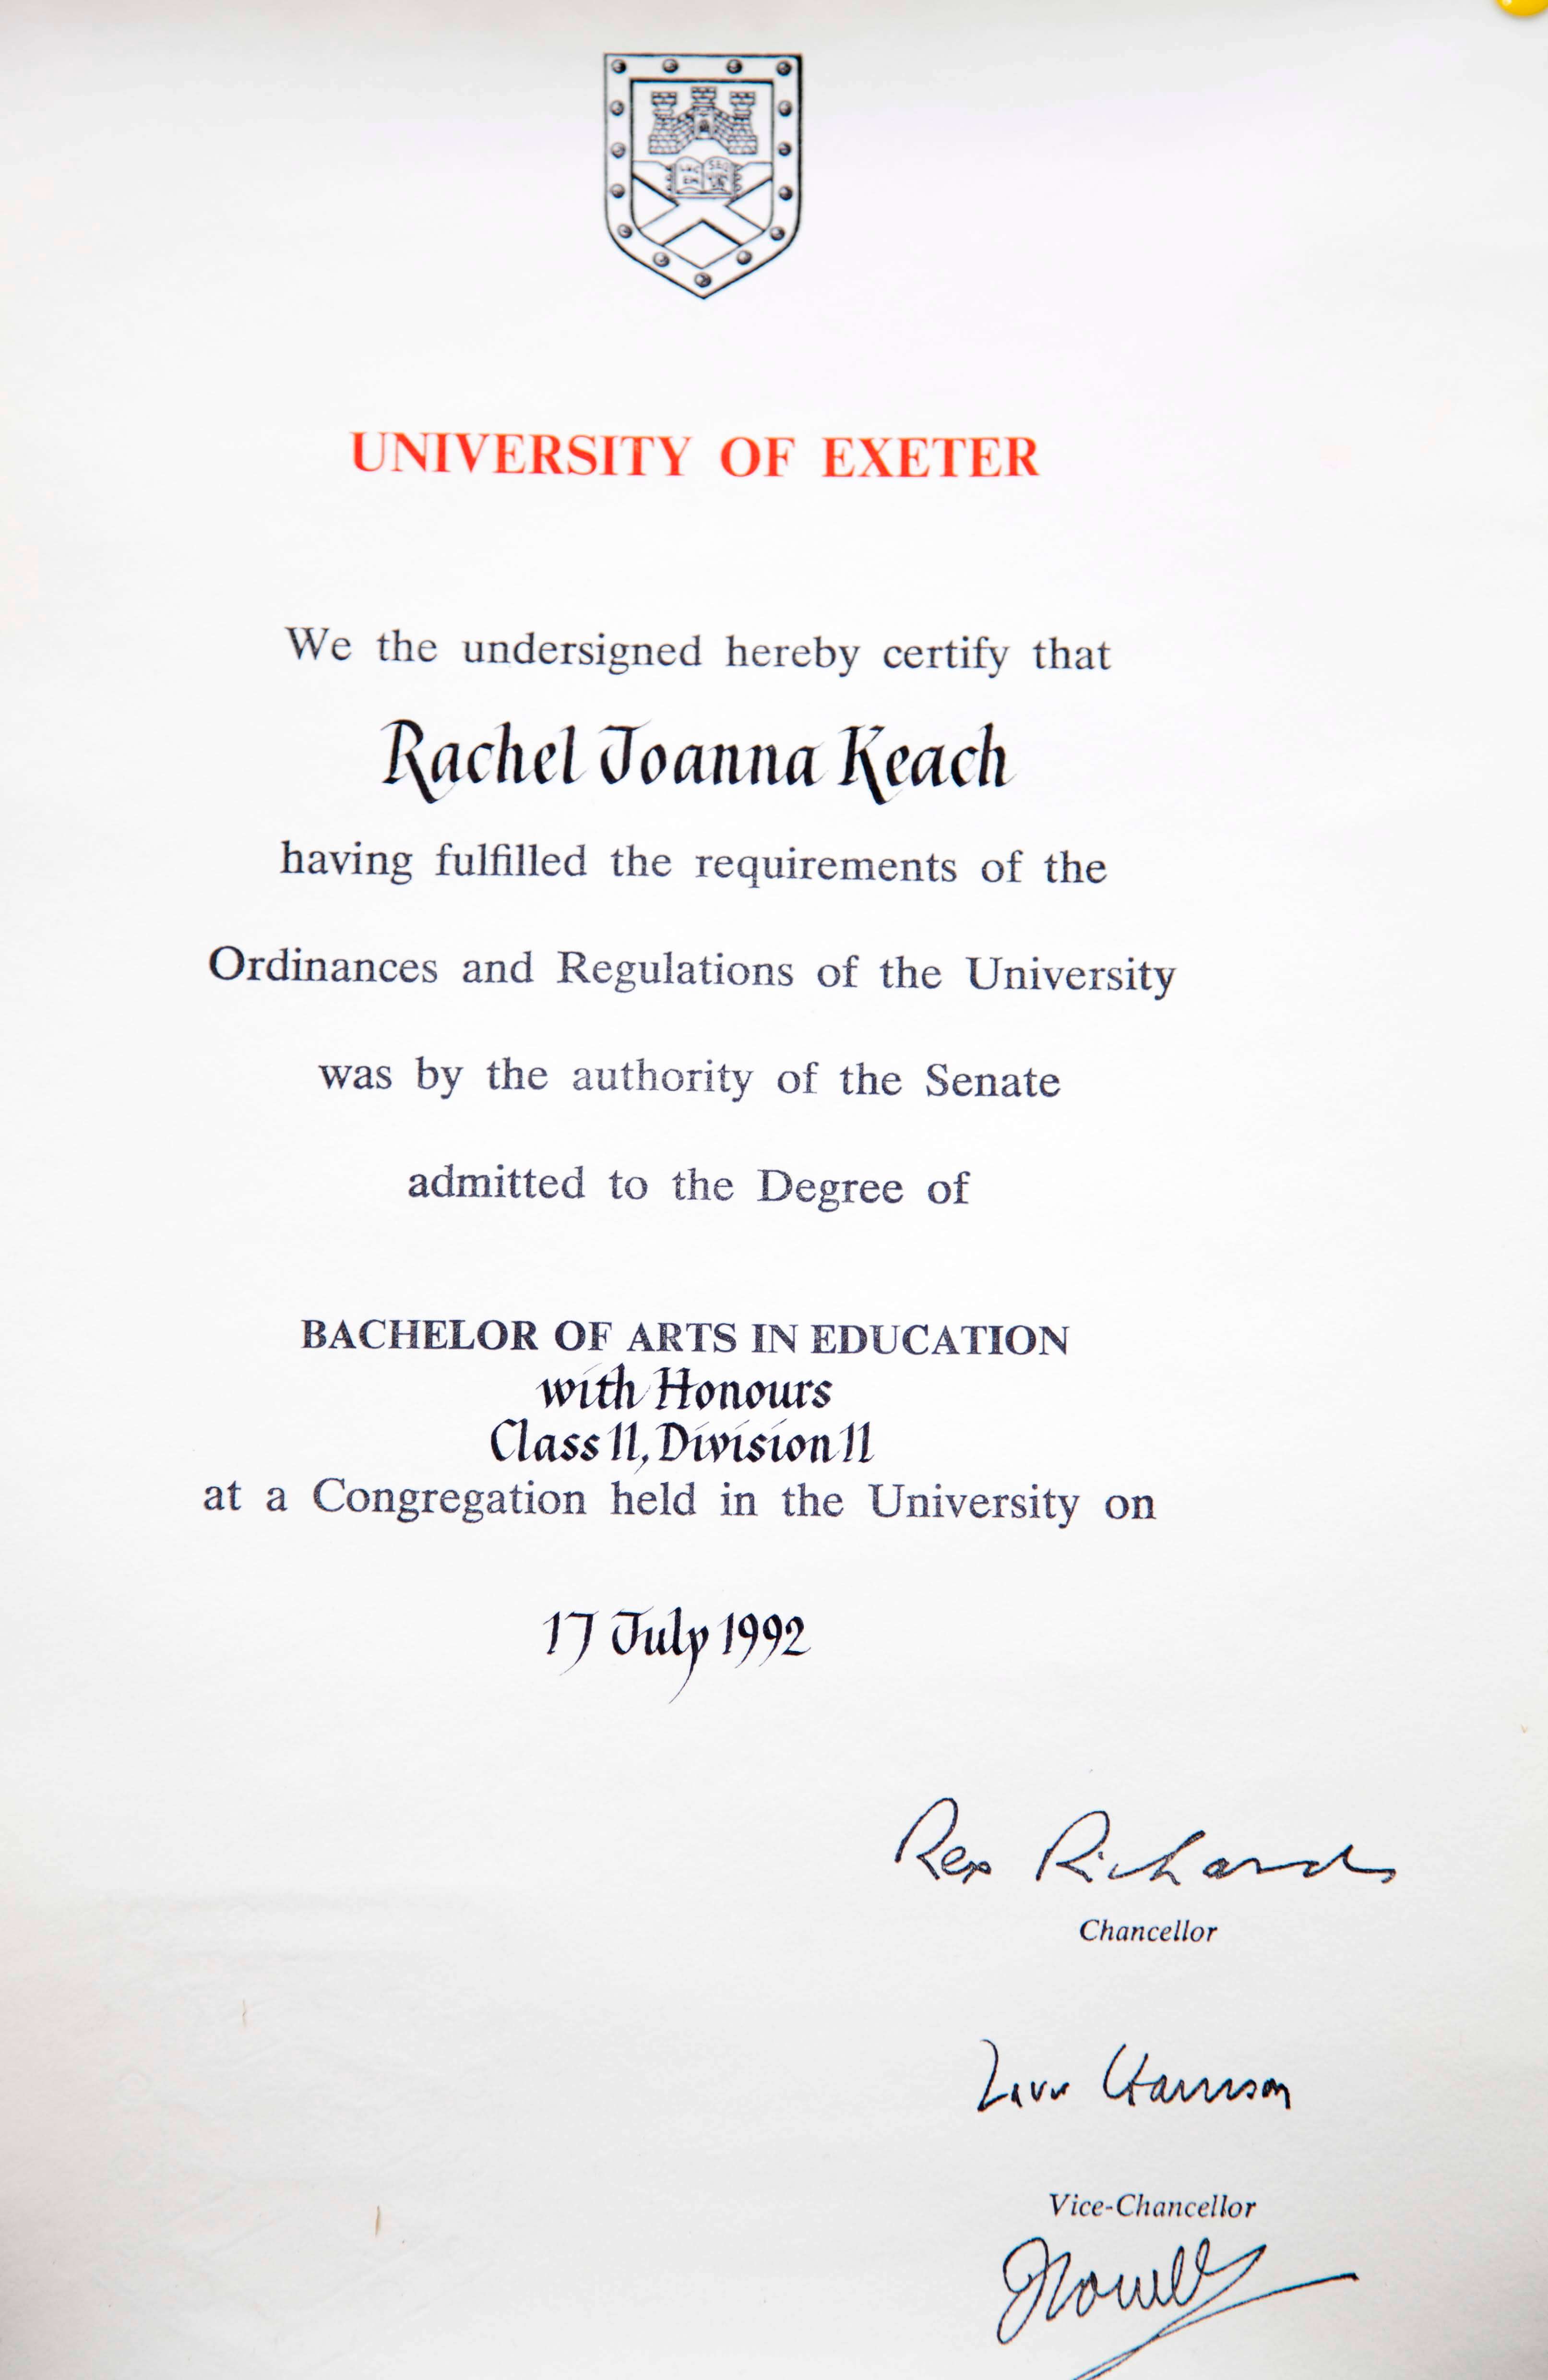 LVC SEQ
UNIVERSITY OF EXETER
We the undersigned hereby certify that
Rachel Joanna Keach
having fulfilled the requirements of the
Ordinances and Regulations of the University
was by the authority of the Senate
admitted to the Degree of
BACHELOR OF ARTS IN EDUCATION
with Honours
Class II, Division II
at a Congregation held in the University on
17 July 1992
Rex Richards
Chancellor
Harrison
Vice-Chancellor